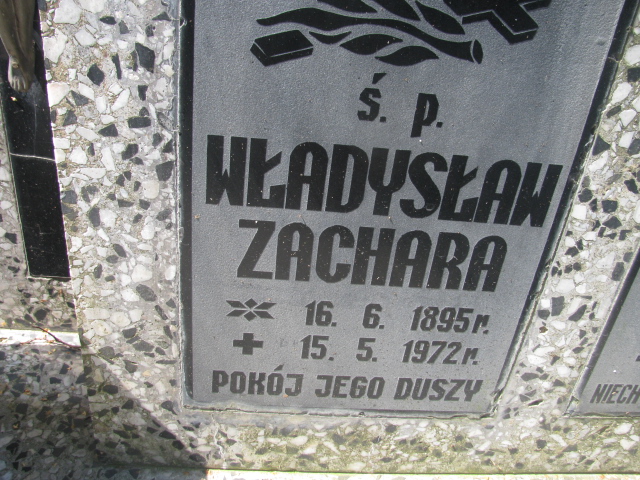 Ś. P.
WŁADYSŁAW
ZACHARA
16. 6. 1895 r.
15. 5. 1972 r.
POKÓJ JEGO DUSZY
NIECH